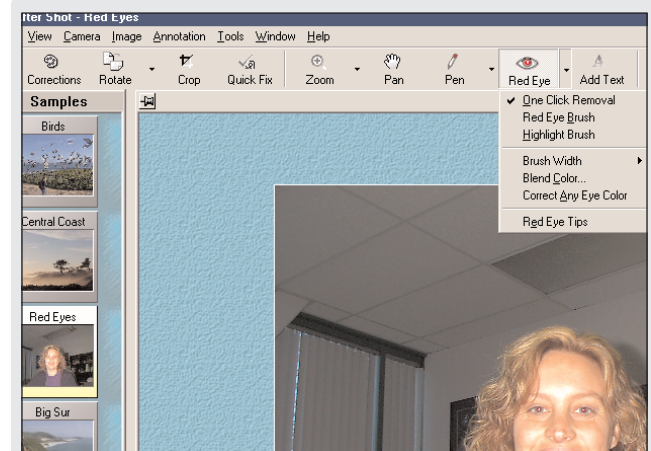 fter Shot - Red Eyes
View Camera Image Annotation Tools Window Help
Corrections Rotate Crop Quick Fix Zoom Pan Pen Red Eye Add Text
Samples
Birds
Central Coast
Red Eyes
Big Sur
One Click Removal
Red Eye Brush
Highlight Brush
Brush Width
Blend Color...
Correct Any Eye Color
Red Eye Tips